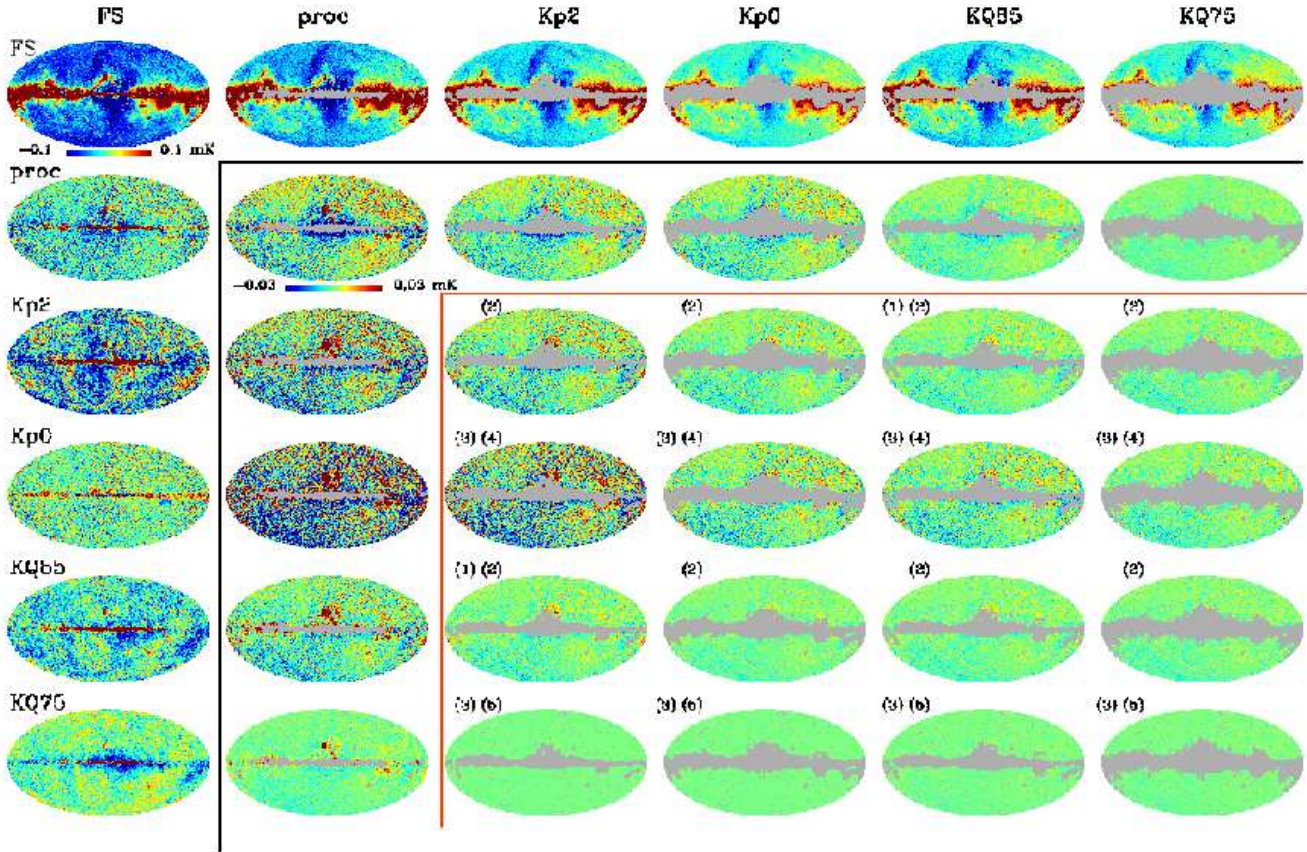 FS proc Kp2 Kp0 KQ85 KQ75
FS
−0.1 0.1 mK
proc
−0.03 0.03 mK
Kp2 (2) (2) (1) (2) (2)
Kp0 (3) (4) (3) (4) (3) (4) (3) (4)
KQ85 (1) (2) (2) (2) (2)
KQ75 (3) (5) (3) (5) (3) (5) (3) (5)